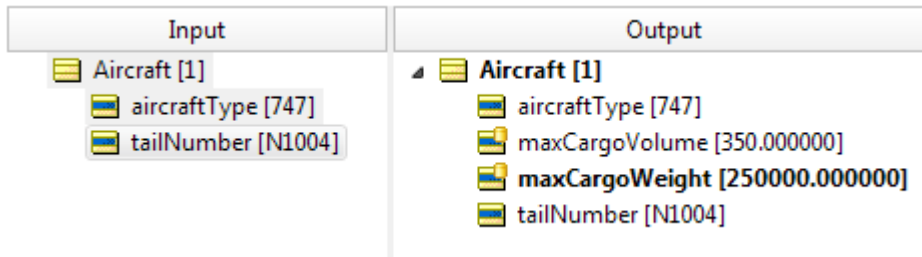 Input
Output
Aircraft [1]
aircraftType [747]
tailNumber [N1004]
Aircraft [1]
aircraftType [747]
maxCargoVolume [350.000000]
maxCargoWeight [250000.000000]
tailNumber [N1004]